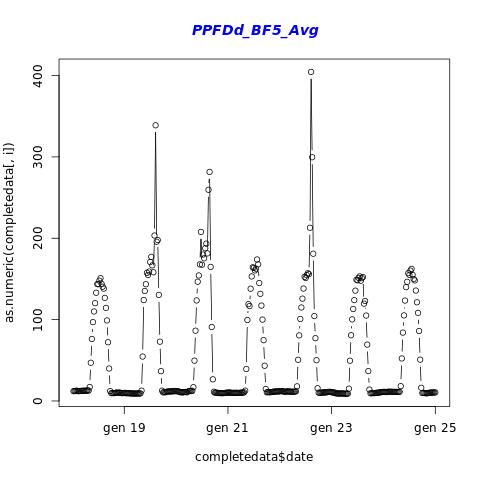 PPFDd_BF5_Avg
as.numeric(completedata[, i])
400
300
200
100
0
gen 19 gen 21 gen 23 gen 25
completedata$date